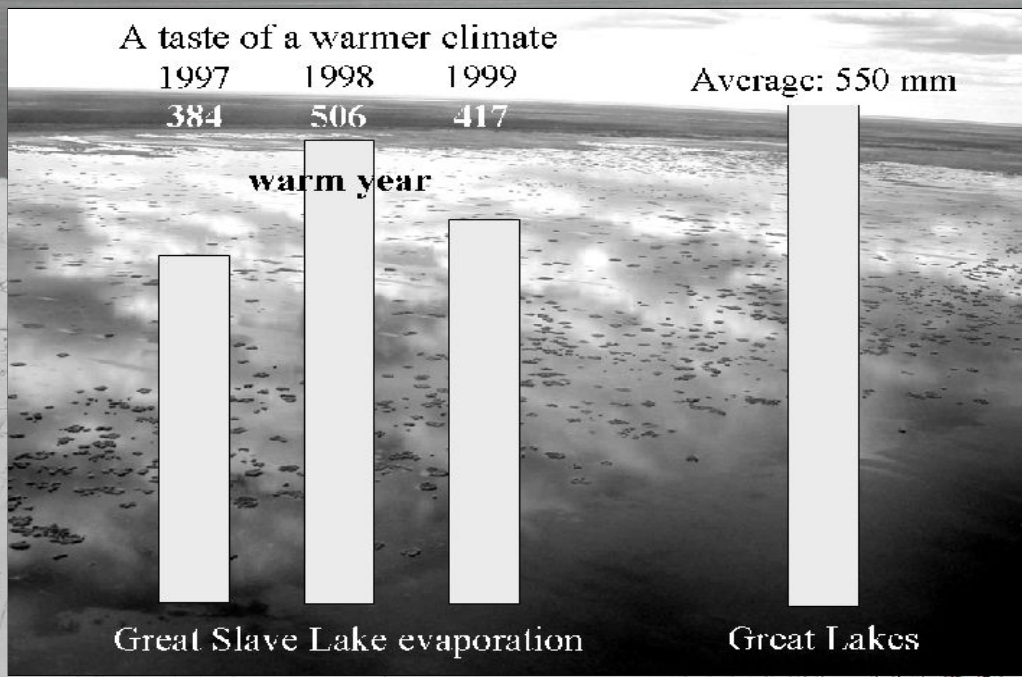 A taste of a warmer climate
1997 1998 1999
384 506 417
Average: 550 mm
warm year
Great Slave Lake evaporation
Great Lakes